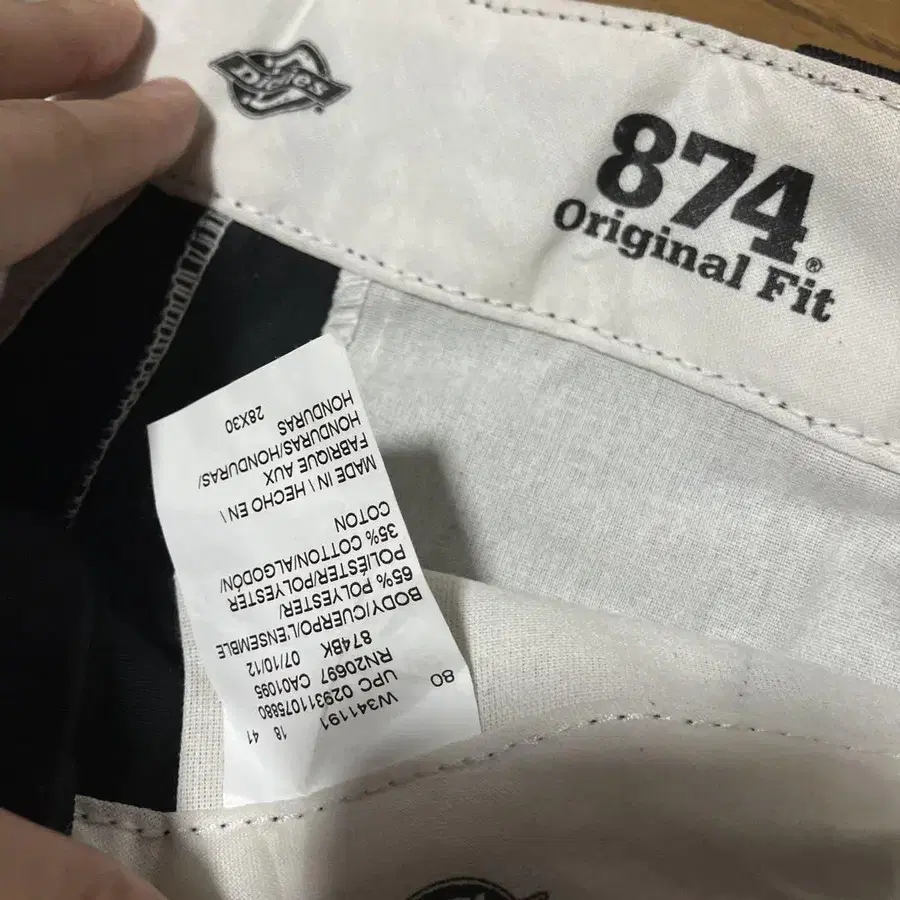 Dickies
874®
Original Fit
80
W341191 18 41
UPC 029311075880
RN20697 CA01095
874BK 07/10/12
BODY/CUERPO/L'ENSEMBLE
65% POLYESTER/
POLIÉSTER/POLYESTER
35% COTTON/ALGODÓN/
COTON
MADE IN \ HECHO EN \
FABRIQUE AUX
HONDURAS/HONDURAS/
HONDURAS
28X30